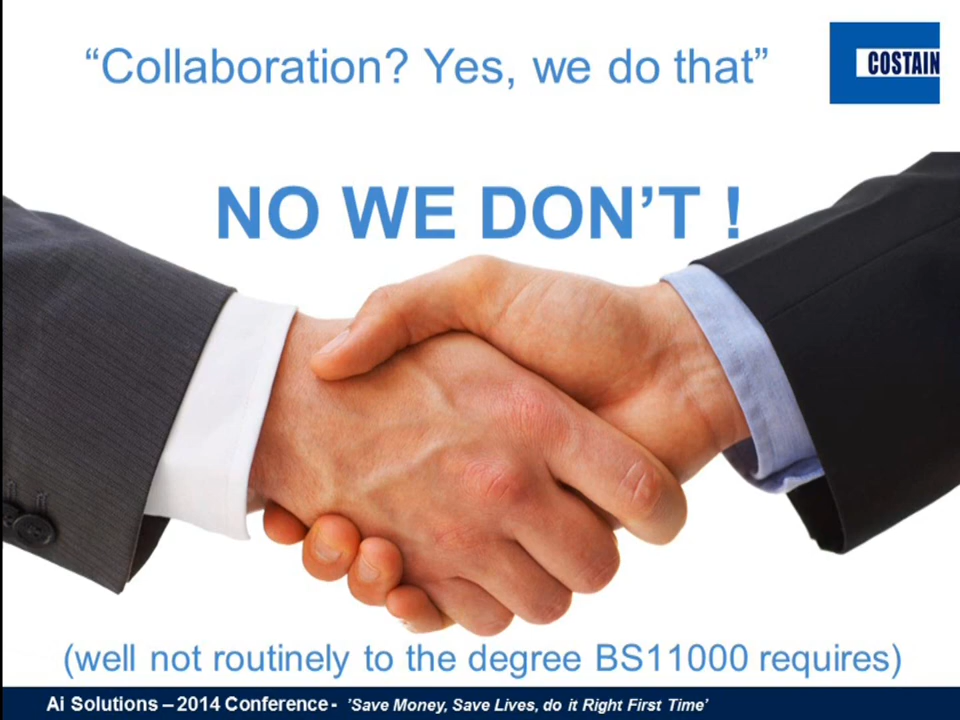 “Collaboration? Yes, we do that”
COSTAIN
NO WE DON’T !
(well not routinely to the degree BS11000 requires)
Ai Solutions – 2014 Conference - ’Save Money, Save Lives, do it Right First Time’